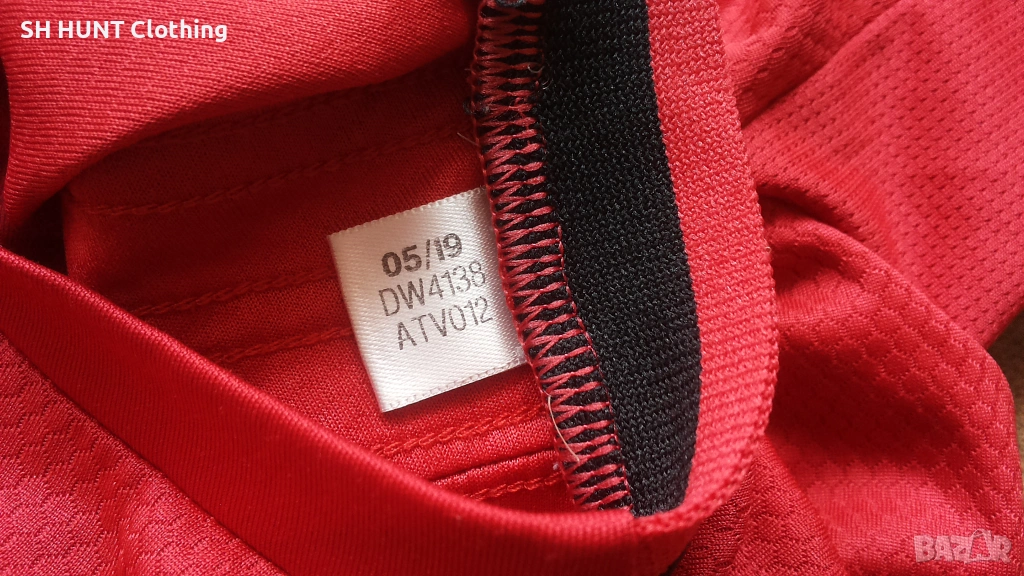 SH HUNT Clothing
05/19
DW4138
ATV012
BAZAR